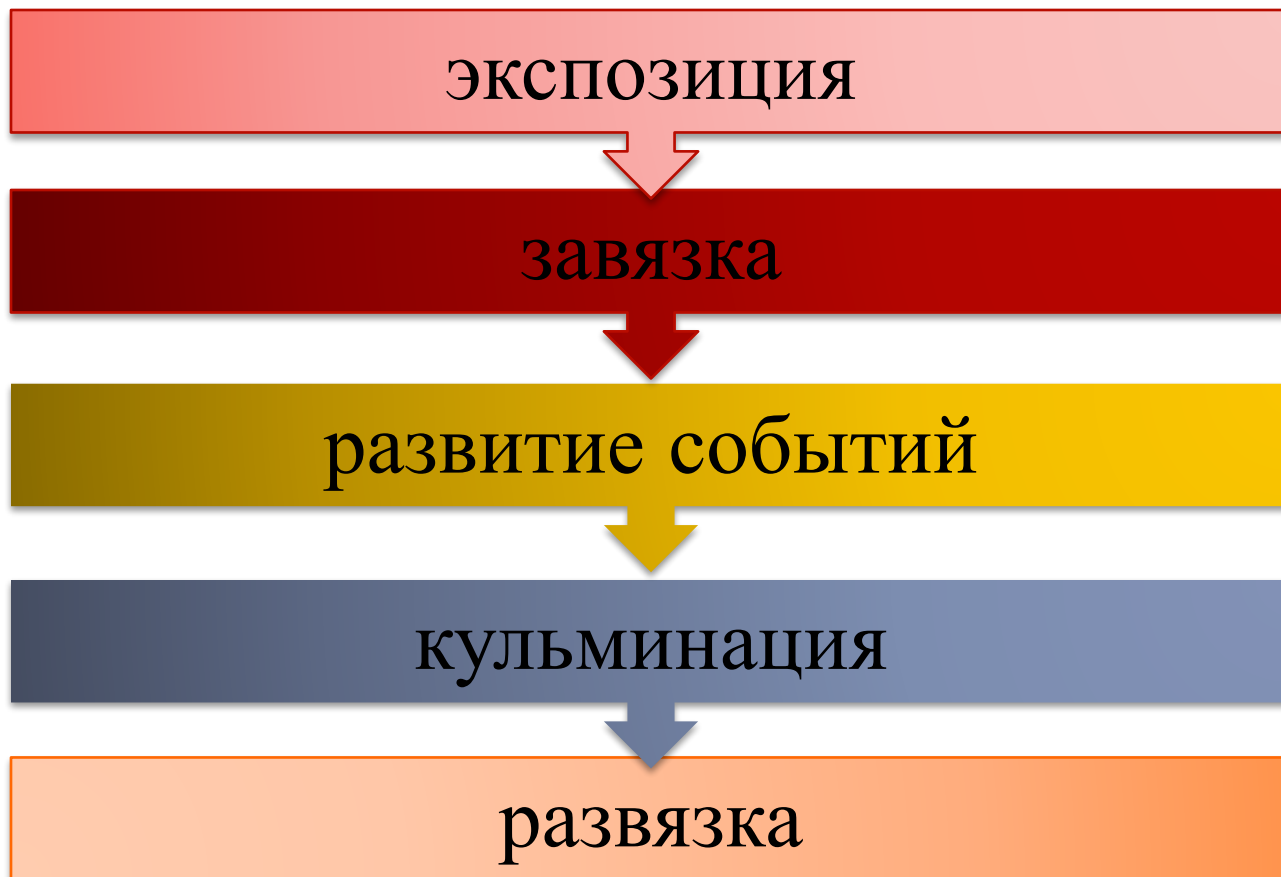 экспозиция
завязка
развитие событий
кульминация
развязка